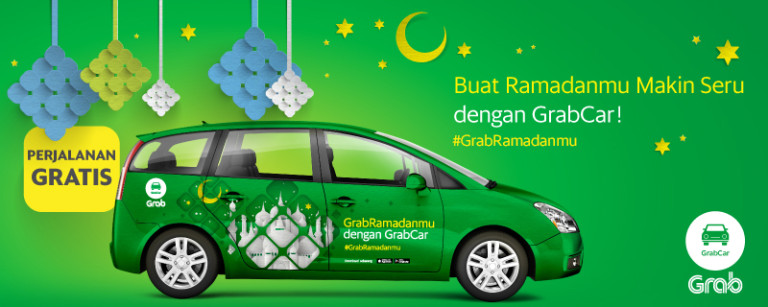 Buat Ramadanmu Makin Seru
dengan GrabCar!
#GrabRamadanmu
PERJALANAN
GRATIS
Grab
GrabRamadanmu
dengan GrabCar
#GrabRamadanmu
GrabCar
Grab